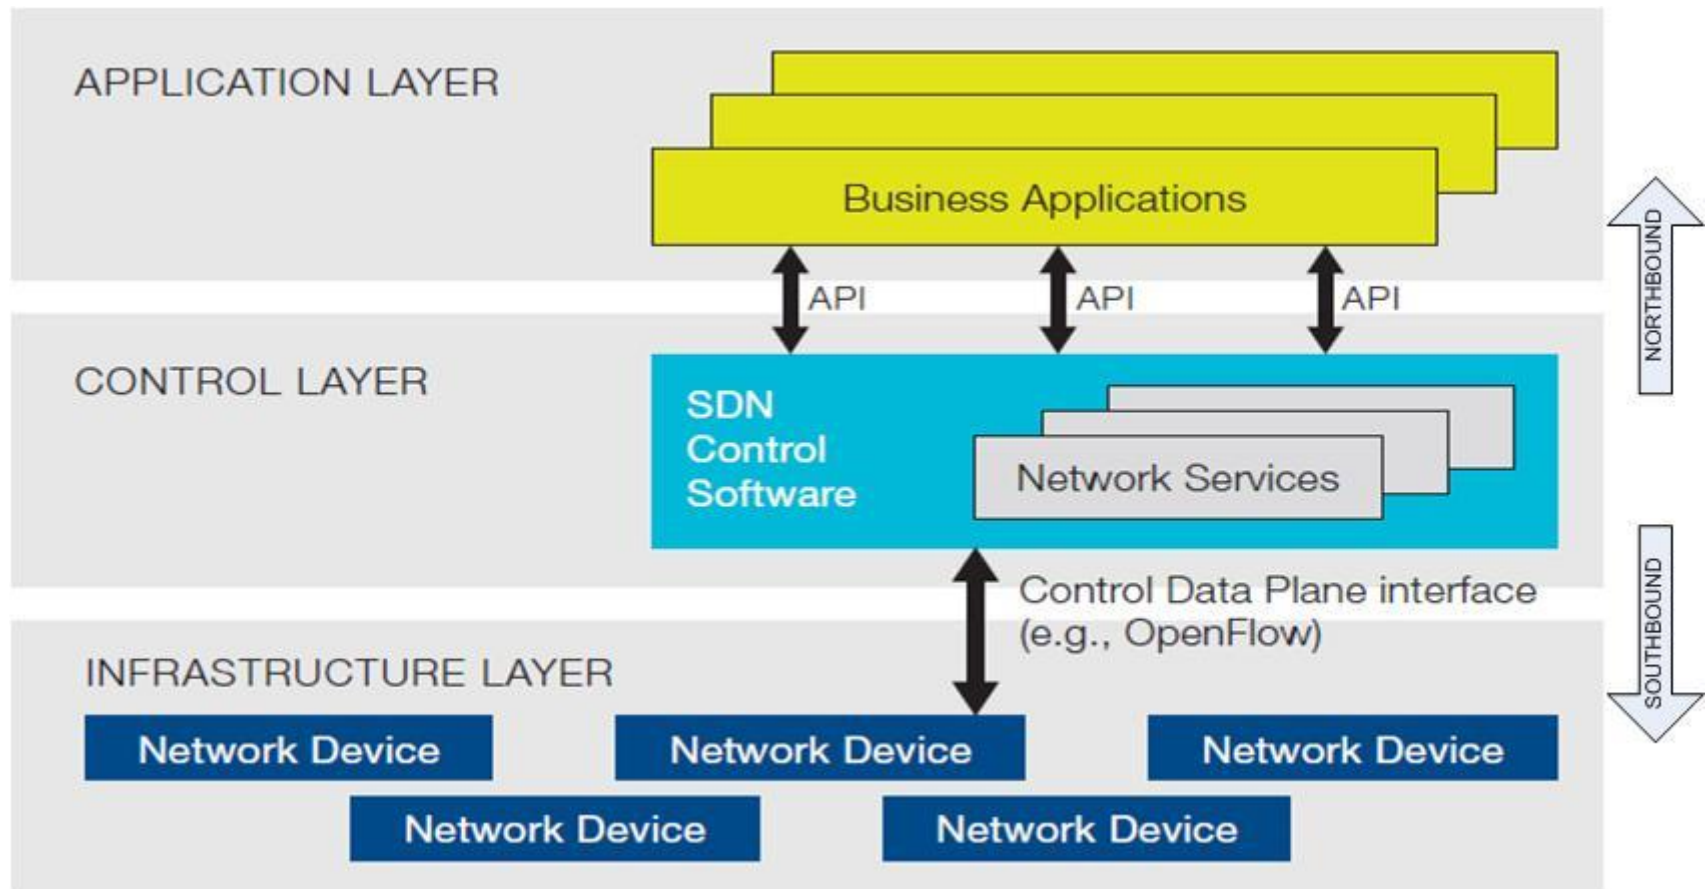 APPLICATION LAYER
Business Applications
API
API
API
NORTHBOUND
CONTROL LAYER
SDN
Control
Software
Network Services
Control Data Plane interface
(e.g., OpenFlow)
SOUTHBOUND
INFRASTRUCTURE LAYER
Network Device
Network Device
Network Device
Network Device
Network Device